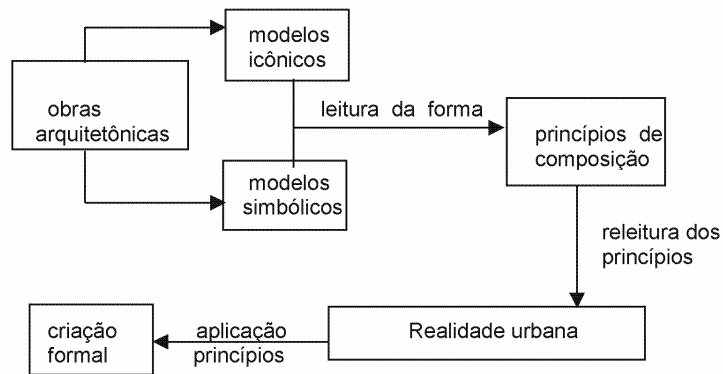 modelos
icônicos
obras
arquitetônicas
leitura da forma
princípios de
composição
modelos
simbólicos
releitura dos
princípios
Realidade urbana
aplicação
princípios
criação
formal